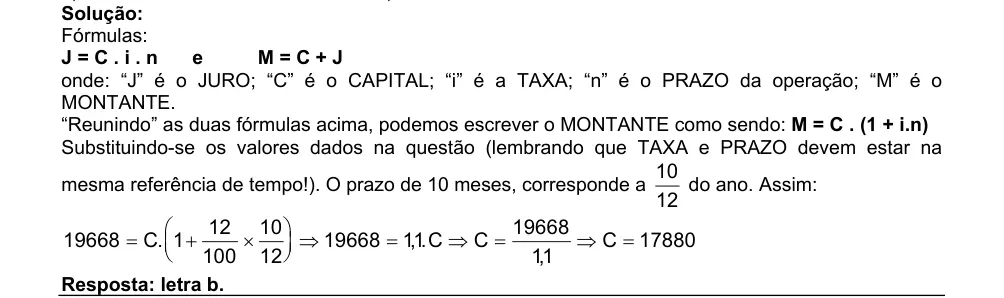 Solução:
Fórmulas:
J = C . i . n e M = C + J
onde: “J” é o JURO; “C” é o CAPITAL; “i” é a TAXA; “n” é o PRAZO da operação; “M” é o
MONTANTE.
“Reunindo” as duas fórmulas acima, podemos escrever o MONTANTE como sendo: M = C . (1 + i.n)
Substituindo-se os valores dados na questão (lembrando que TAXA e PRAZO devem estar na
mesma referência de tempo!). O prazo de 10 meses, corresponde a 10/12 do ano. Assim:
19668 = C.(1 + 12/100 × 10/12) ⇒ 19668 = 1,1.C ⇒ C = 19668/1,1 ⇒ C = 17880
Resposta: letra b.